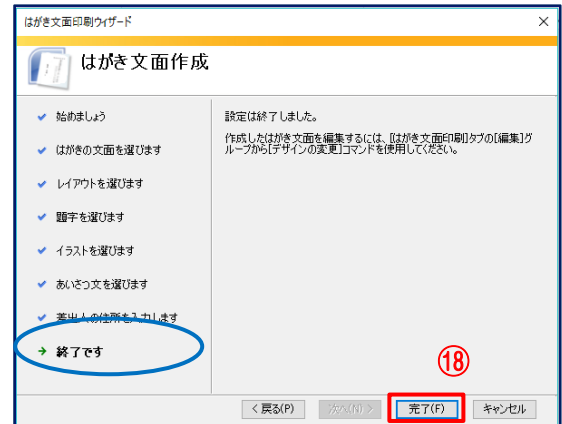 はがき文面印刷ウィザード
はがき文面作成
始めましょう
はがきの文面を選びます
レイアウトを選びます
題字を選びます
イラストを選びます
あいさつ文を選びます
差出人の住所を入力します
終了です
設定は終了しました。
作成したはがき文面を編集するには、[はがき文面印刷]タブの[編集]グ
ループから[デザインの変更]コマンドを使用してください。
⑱
< 戻る(P)
次へ(N) >
完了(F)
キャンセル